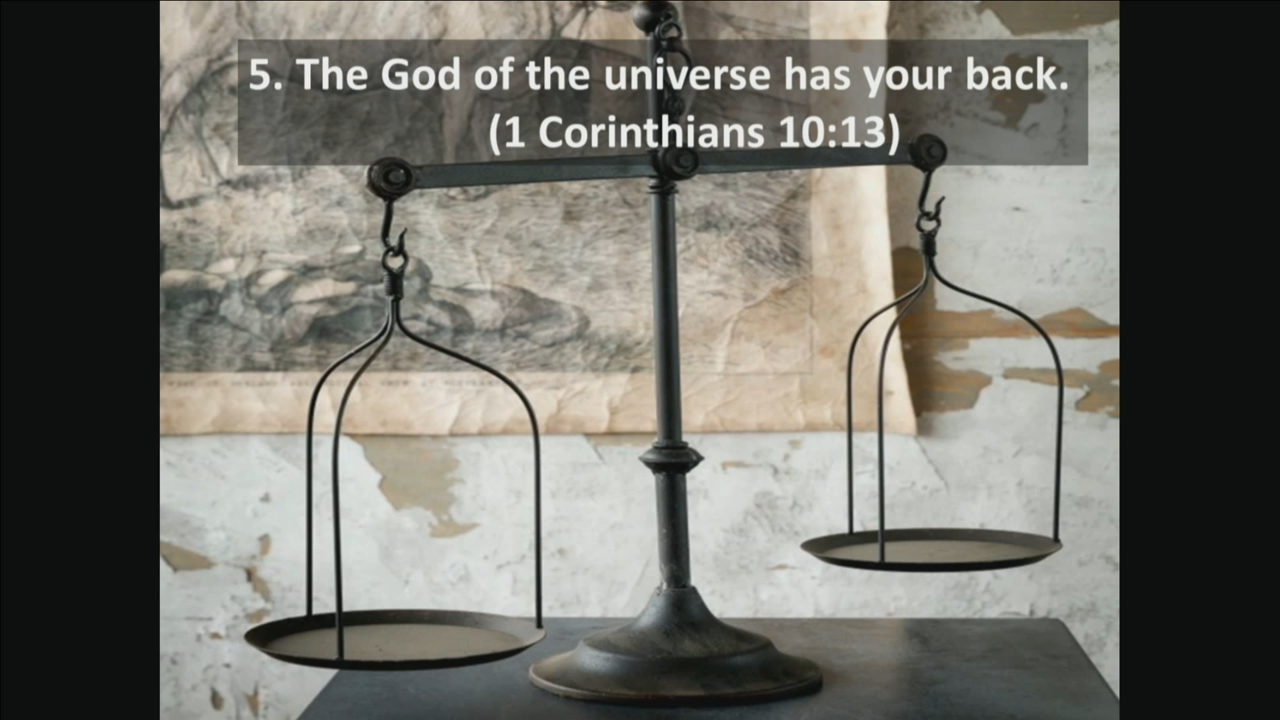 5. The God of the universe has your back.
(1 Corinthians 10:13)